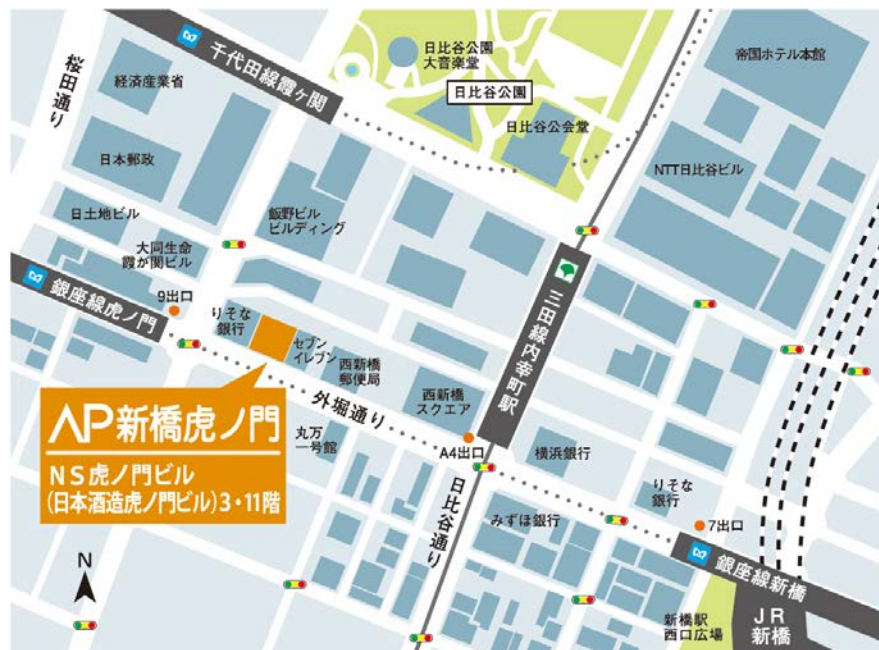 千代田線霞ヶ関
桜田通り
経済産業省
日本郵政
日土地ビル
大同生命
霞が関ビル
飯野ビル
ビルディング
日比谷公園
大音楽堂
日比谷公園
日比谷公会堂
帝国ホテル本館
NTT日比谷ビル
銀座線虎ノ門
9出口
りそな
銀行
セブン
イレブン
西新橋
郵便局
西新橋
スクエア
三田線内幸町駅
外堀通り
丸万
一号館
A4出口
横浜銀行
日比谷通り
みずほ銀行
りそな
銀行
7出口
銀座線新橋
新橋駅
西口広場
JR
新橋
AP新橋虎ノ門
NS虎ノ門ビル
(日本酒造虎ノ門ビル)3・11階
N